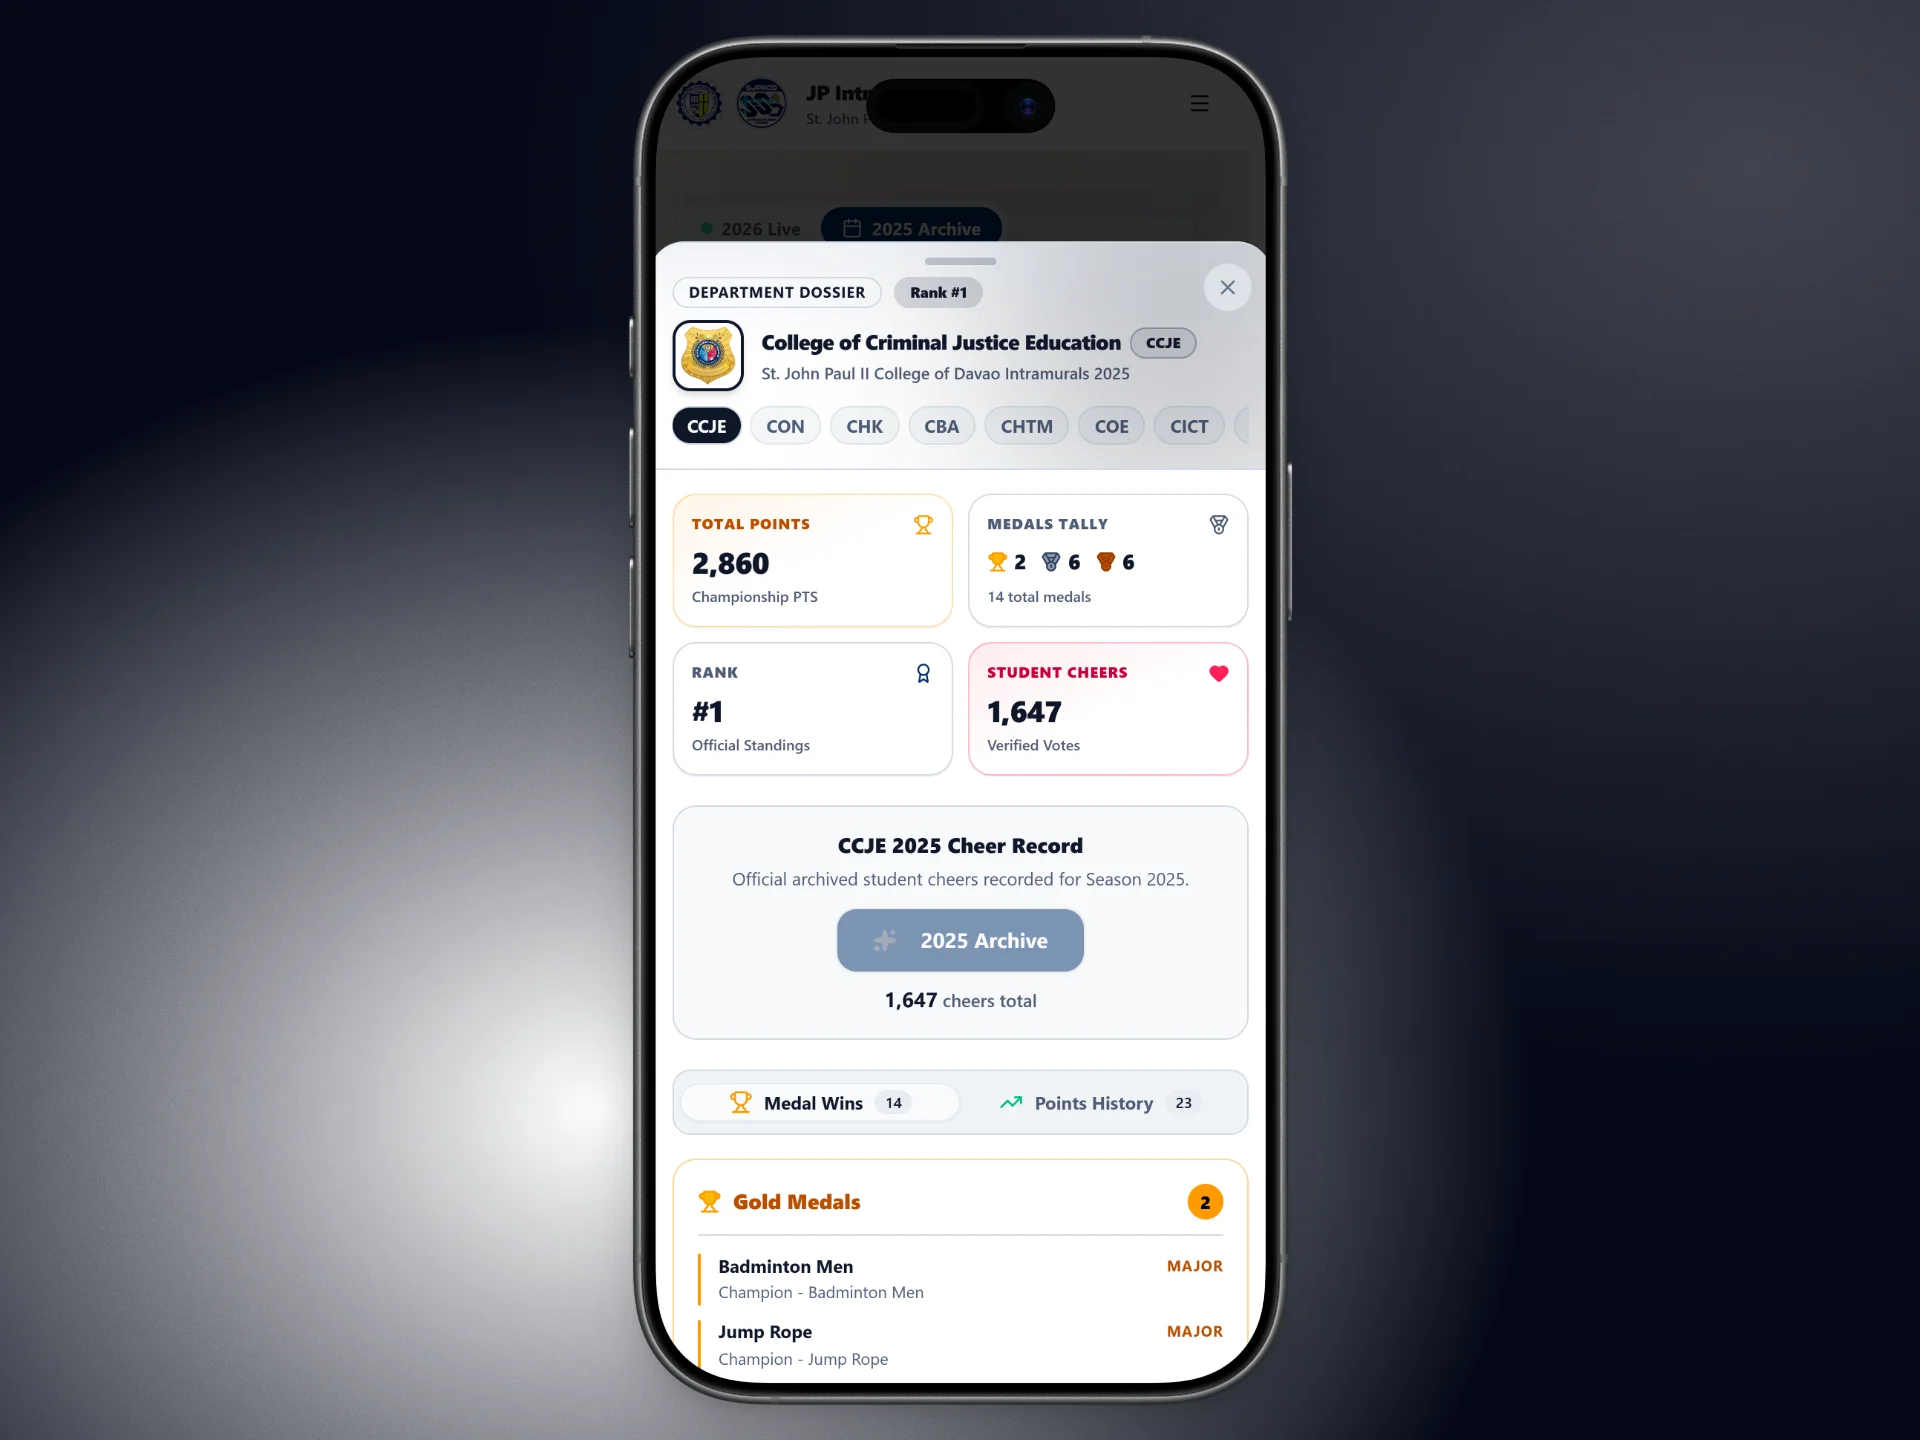 JP Intr
St. John P
2026 Live
2025 Archive
DEPARTMENT DOSSIER
Rank #1
College of Criminal Justice Education
CCJE
St. John Paul II College of Davao Intramurals 2025
CCJE
CON
CHK
CBA
CHTM
COE
CICT
TOTAL POINTS
2,860
Championship PTS
MEDALS TALLY
2 6 6
14 total medals
RANK
#1
Official Standings
STUDENT CHEERS
1,647
Verified Votes
CCJE 2025 Cheer Record
Official archived student cheers recorded for Season 2025.
2025 Archive
1,647 cheers total
Medal Wins 14
Points History 23
Gold Medals
2
Badminton Men
MAJOR
Champion - Badminton Men
Jump Rope
MAJOR
Champion - Jump Rope